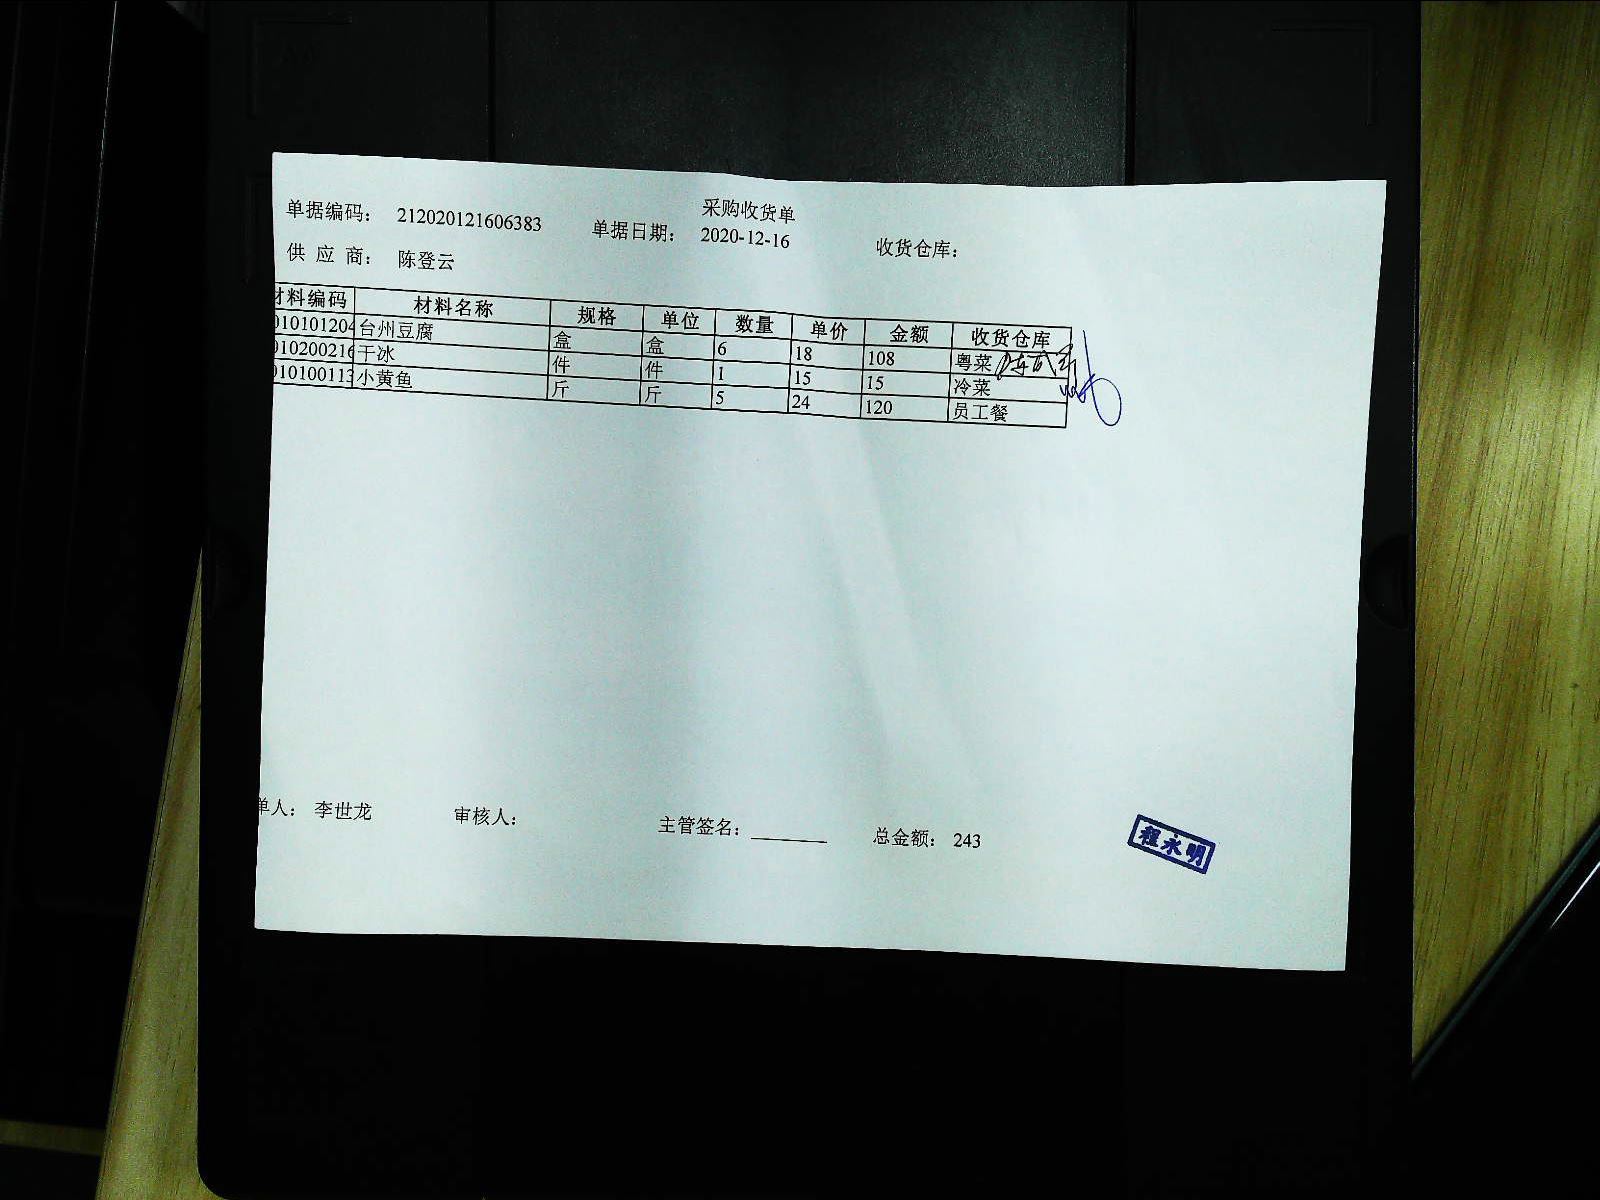 采购收货单
单据编码： 212020121606383 单据日期： 2020-12-16 收货仓库：
供 应 商： 陈登云
材料编码 材料名称 规格 单位 数量 单价 金额 收货仓库
010101204 台州豆腐 盒 盒 6 18 108 粤菜
010200216 干冰 件 件 1 15 15 冷菜
010100113 小黄鱼 斤 斤 5 24 120 员工餐
单人： 李世龙 审核人： 主管签名： 总金额： 243
程永明